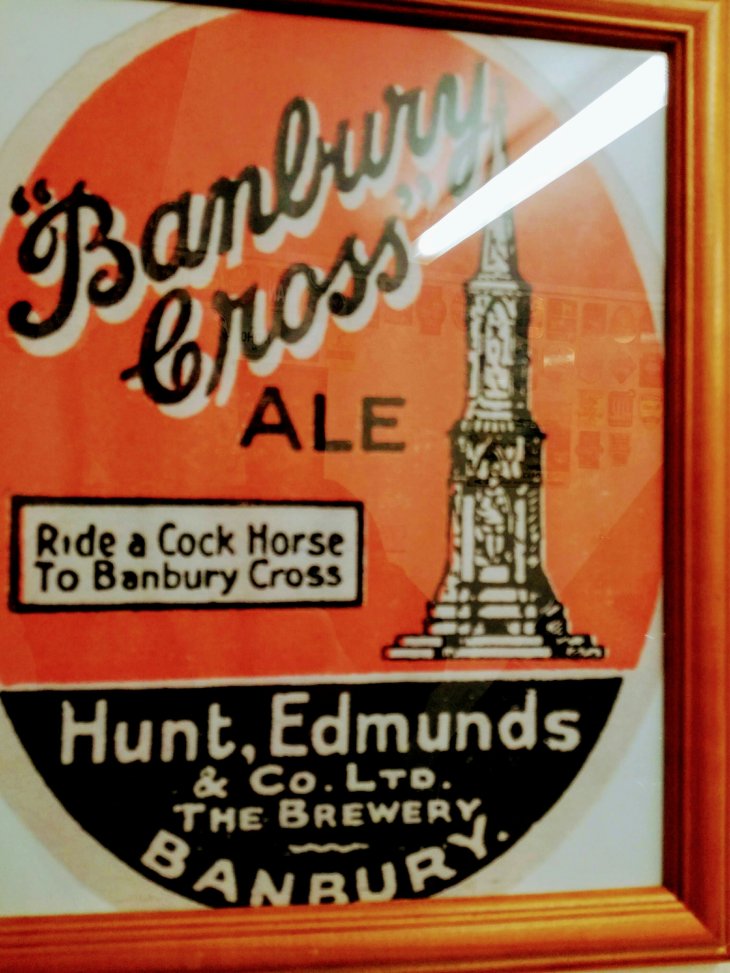 "Banbury
Cross"
ALE
Ride a Cock Horse
To Banbury Cross
Hunt, Edmunds
& Co. LTD.
THE BREWERY
BANBURY.